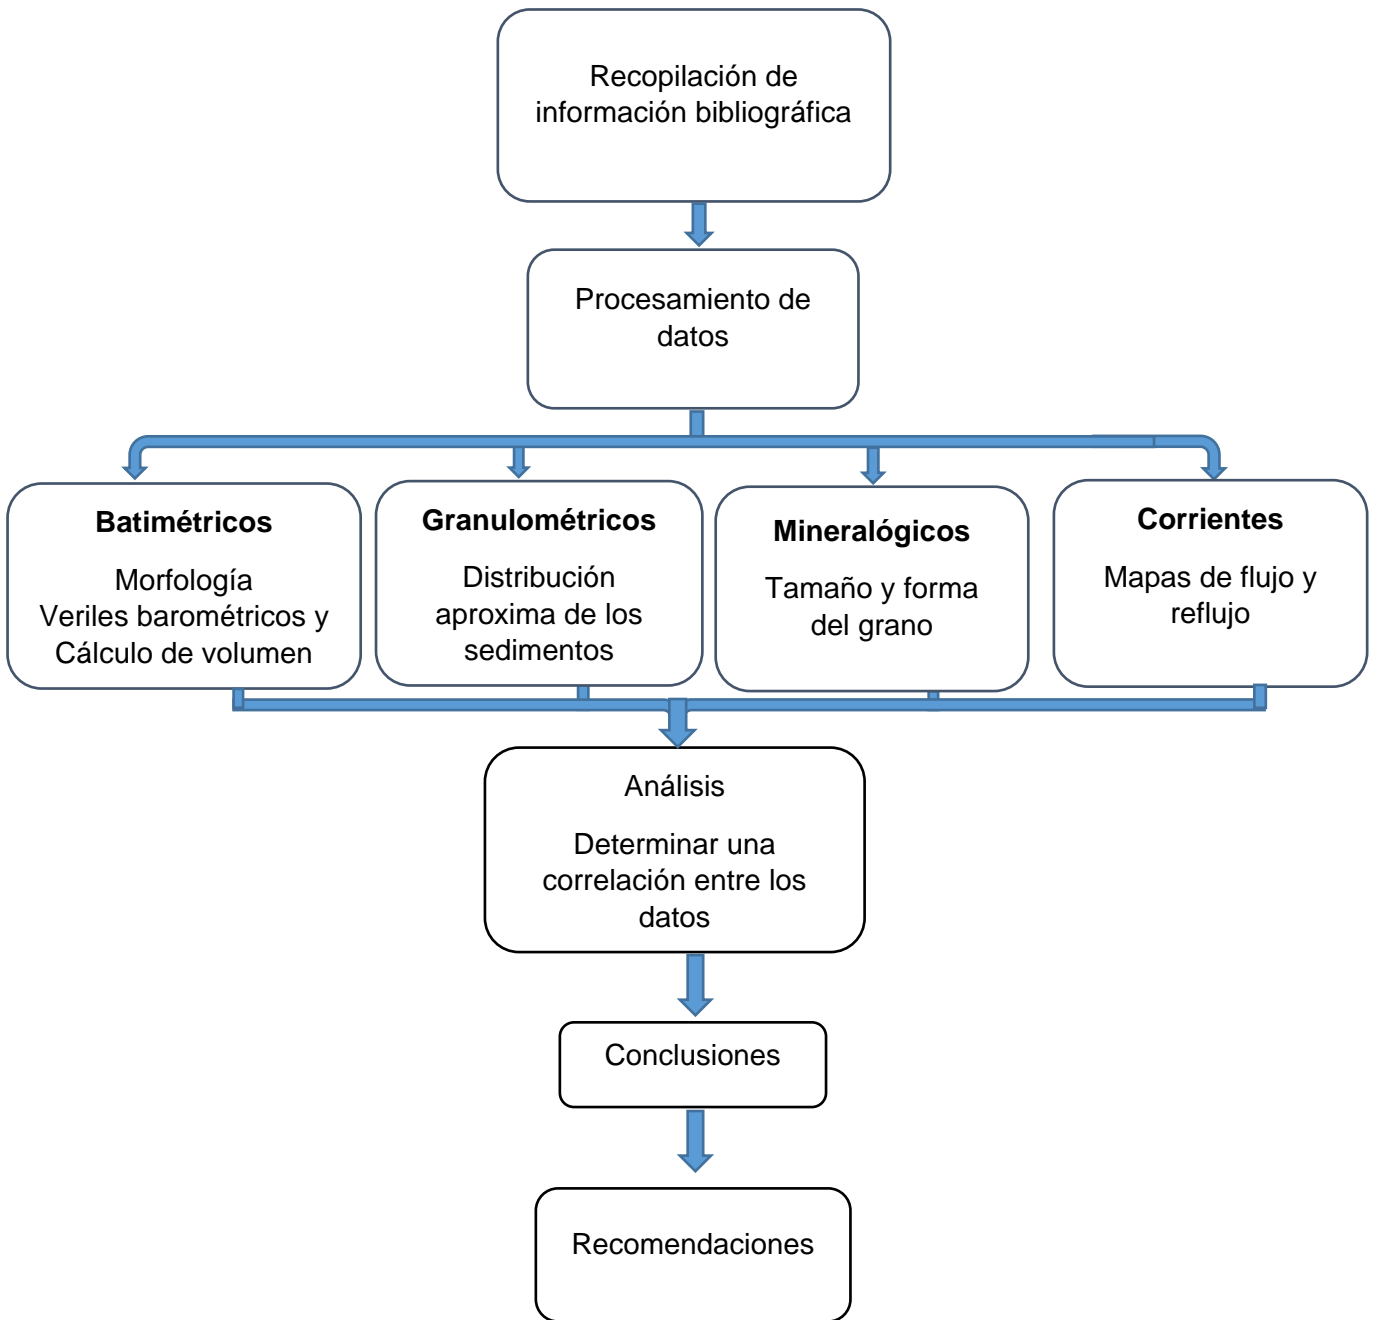 Recopilación de
información bibliográfica
Procesamiento de
datos
Batimétricos
Morfología
Veriles barométricos y
Cálculo de volumen
Granulométricos
Distribución
aproxima de los
sedimentos
Mineralógicos
Tamaño y forma
del grano
Corrientes
Mapas de flujo y
reflujo
Análisis
Determinar una
correlación entre los
datos
Conclusiones
Recomendaciones